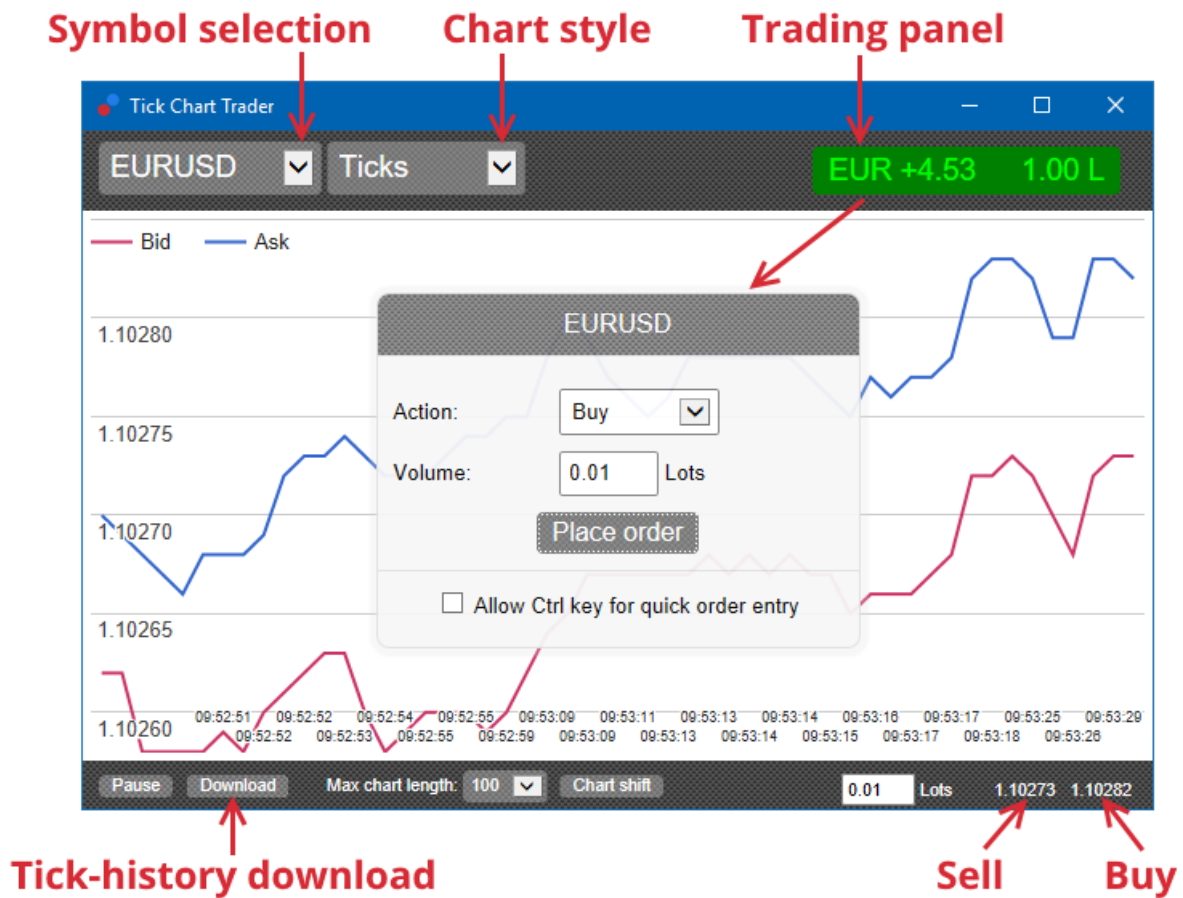 Symbol selection Chart style Trading panel
Tick Chart Trader
EURUSD Ticks EUR +4.53 1.00 L
Bid Ask
EURUSD
1.10280
Action: Buy
1.10275
Volume: 0.01 Lots
1.10270
Place order
Allow Ctrl key for quick order entry
1.10265
09:52:51 09:52:52 09:52:54 09:52:55 09:53:09 09:53:11 09:53:13 09:53:14 09:53:16 09:53:17 09:53:25 09:53:29
1.10260
09:52:52 09:52:53 09:52:55 09:52:59 09:53:09 09:53:13 09:53:14 09:53:15 09:53:17 09:53:18 09:53:26
Pause Download Max chart length: 100 Chart shift 0.01 Lots 1.10273 1.10282
Tick-history download Sell Buy